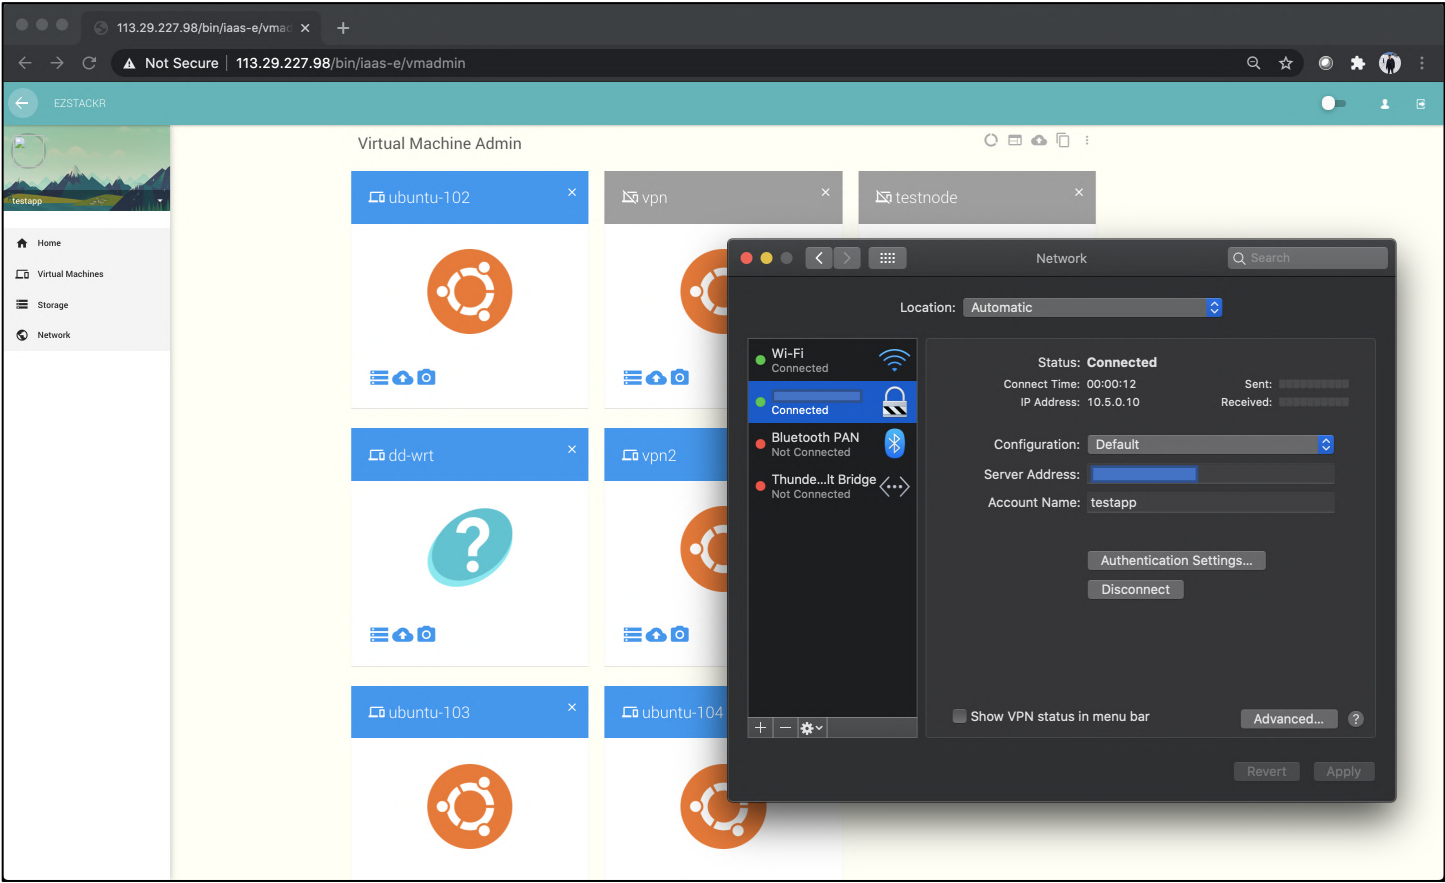 113.29.227.98/bin/iaas-e/vmac
Not Secure
113.29.227.98/bin/iaas-e/vmadmin
EZSTACKR
testapp
Home
Virtual Machines
Storage
Network
Virtual Machine Admin
ubuntu-102
vpn
testnode
dd-wrt
vpn2
ubuntu-103
ubuntu-104
Network
Search
Location: Automatic
Wi-Fi
Connected
Connected
Bluetooth PAN
Not Connected
Thunde...lt Bridge
Not Connected
Status: Connected
Connect Time: 00:00:12 Sent:
IP Address: 10.5.0.10 Received:
Configuration: Default
Server Address:
Account Name: testapp
Authentication Settings...
Disconnect
Show VPN status in menu bar
Advanced...
?
Revert
Apply